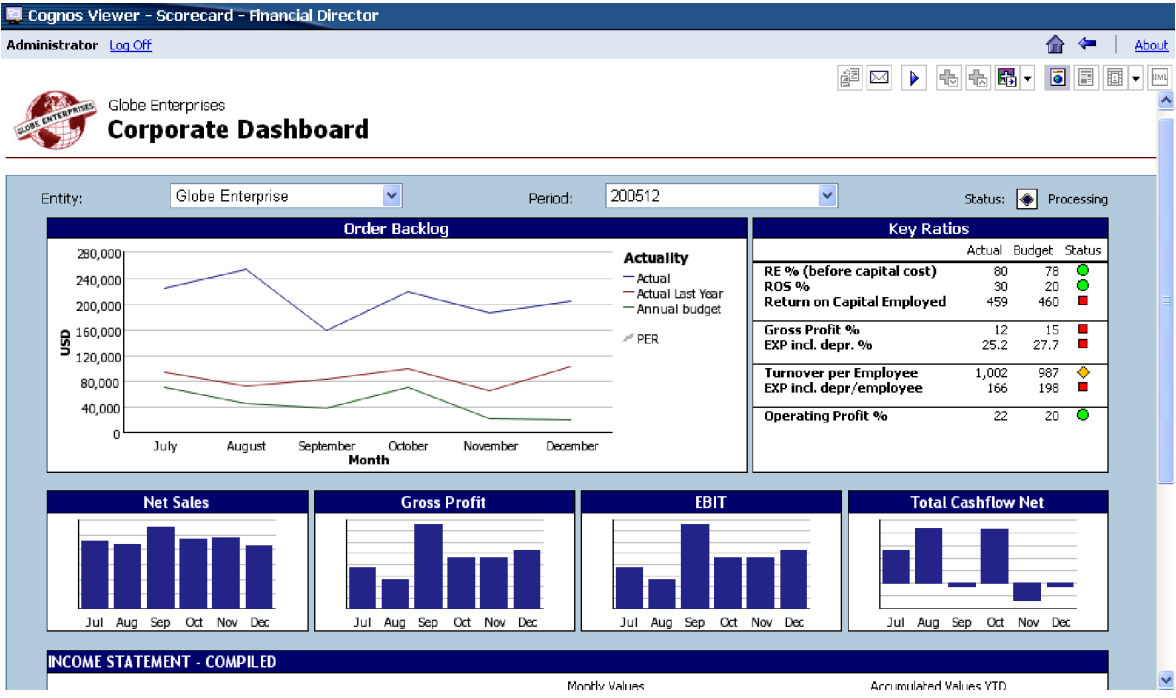 Cognos Viewer - Scorecard - Financial Director
Administrator Log Off About
XML
GLOBE ENTERPRISES
Globe Enterprises
Corporate Dashboard
Entity: Globe Enterprise Period: 200512 Status: Processing
Order Backlog
280,000
240,000
200,000
160,000
120,000
80,000
40,000
0
USD
July August September October November December
Month
Actuality
Actual
Actual Last Year
Annual budget
PER
Key Ratios
Actual Budget Status
RE % (before capital cost) 80 78
ROS % 30 20
Return on Capital Employed 459 460
Gross Profit % 12 15
EXP incl. depr. % 25.2 27.7
Turnover per Employee 1,002 987
EXP incl. depr/employee 166 198
Operating Profit % 22 20
Net Sales
Jul Aug Sep Oct Nov Dec
Gross Profit
Jul Aug Sep Oct Nov Dec
EBIT
Jul Aug Sep Oct Nov Dec
Total Cashflow Net
Jul Aug Sep Oct Nov Dec
INCOME STATEMENT - COMPILED
Montly Values Accumulated Values YTD